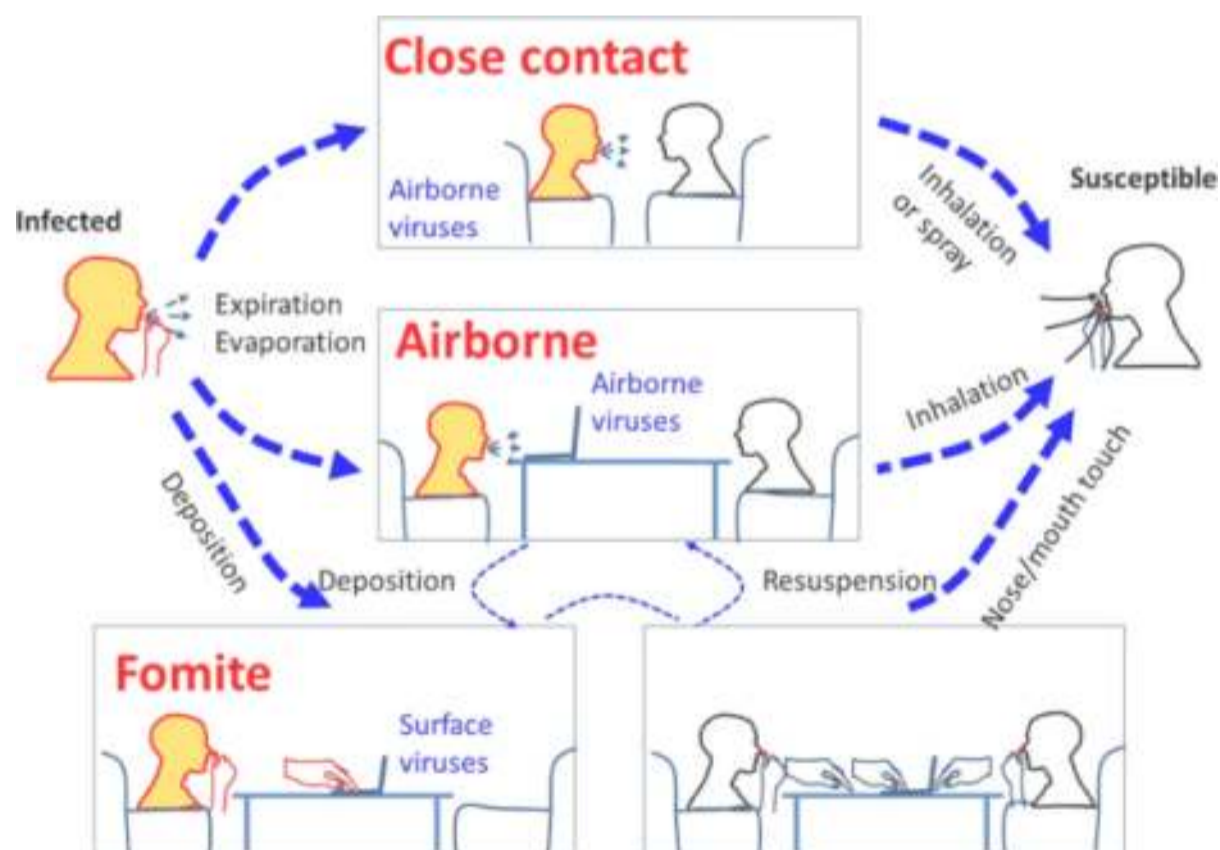 Close contact
Airborne
viruses
Infected
Susceptible
Inhalation
or spray
Expiration
Evaporation
Airborne
Airborne
viruses
Inhalation
Deposition
Deposition
Resuspension
Nose/mouth touch
Fomite
Surface
viruses